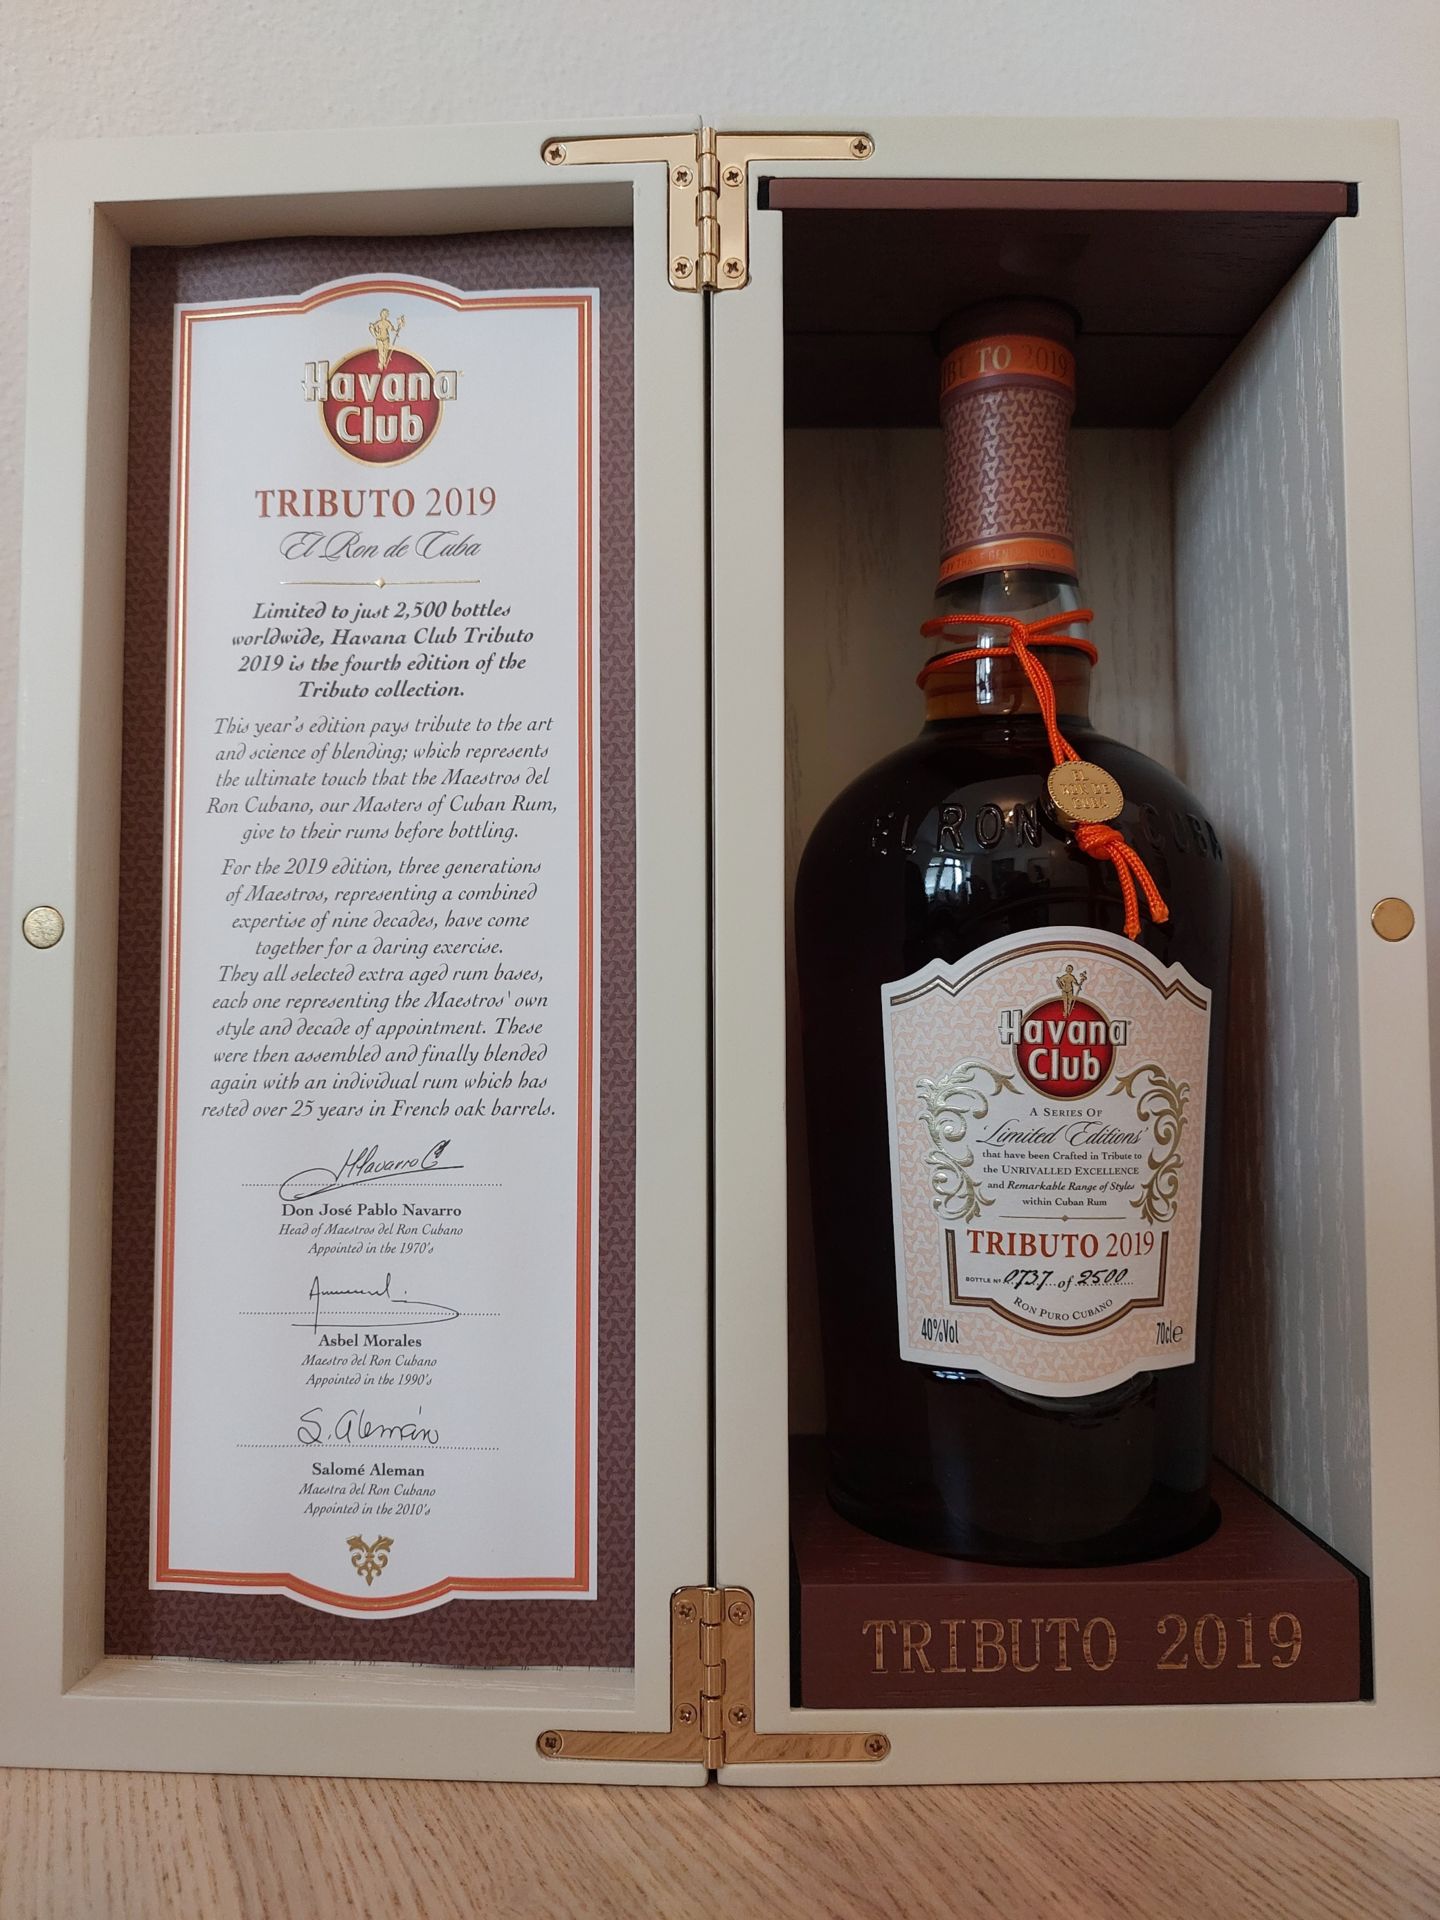 Havana
Club
TRIBUTO 2019
El Ron de Cuba
Limited to just 2,500 bottles
worldwide, Havana Club Tributo
2019 is the fourth edition of the
Tributo collection.
This year's edition pays tribute to the art
and science of blending; which represents
the ultimate touch that the Maestros del
Ron Cubano, our Masters of Cuban Rum,
give to their rums before bottling.
For the 2019 edition, three generations
of Maestros, representing a combined
expertise of nine decades, have come
together for a daring exercise.
They all selected extra aged rum bases,
each one representing the Maestros' own
style and decade of appointment. These
were then assembled and finally blended
again with an individual rum which has
rested over 25 years in French oak barrels.
Don José Pablo Navarro
Head of Maestros del Ron Cubano
Appointed in the 1970's
Asbel Morales
Maestro del Ron Cubano
Appointed in the 1990's
S. Alemán
Salomé Aleman
Maestra del Ron Cubano
Appointed in the 2010's
TO 2019
EL
RON DE
CUBA
EL RON CUBA
Havana
Club
A SERIES OF
'Limited Editions'
that have been Crafted in Tribute to
the UNRIVALLED EXCELLENCE
and Remarkable Range of Styles
within Cuban Rum
TRIBUTO 2019
BOTTLE Nº 0737 of 2500
RON PURO CUBANO
40%Vol
70cl e
TRIBUTO 2019